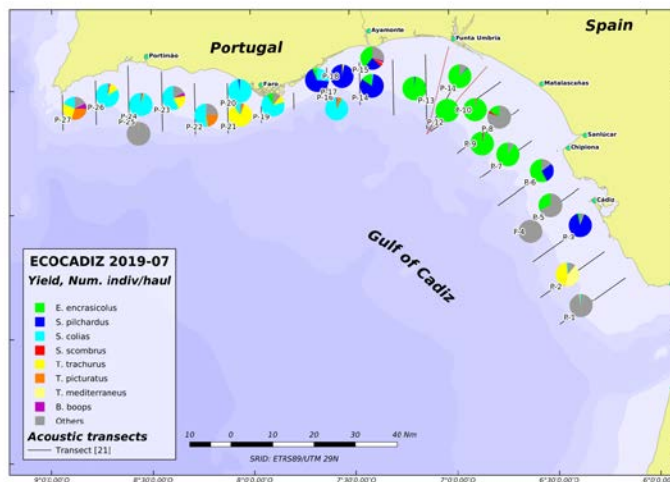 Spain
Ayamonte
Punta Umbria
Portugal
Portimão
Matalascañas
Faro
P-15
P-18
P-17
P-16
P-14
P-13
P-11
P-12
P-10
P-26
P-24
P-25
P-23
P-20
P-27
P-22
P-21
P-19
P-8
Sanlúcar
Chipiona
P-9
P-7
P-6
Cádiz
P-5
P-4
P-3
Gulf of Cadiz
P-2
P-1
ECOCADIZ 2019-07
Yield, Num. indiv/haul
E. encrasicolus
S. pilchardus
S. colias
S. scombrus
T. trachurus
T. picturatus
T. mediterraneus
B. boops
Others
Acoustic transects
Transect [21]
10 0 10 20 30 40 Nm
SRID: ETRS89/UTM 29N
9°0'0.00"O 8°30'0.00"O 8°0'0.00"O 7°30'0.00"O 7°0'0.00"O 6°30'0.00"O 6°0'0.00"O